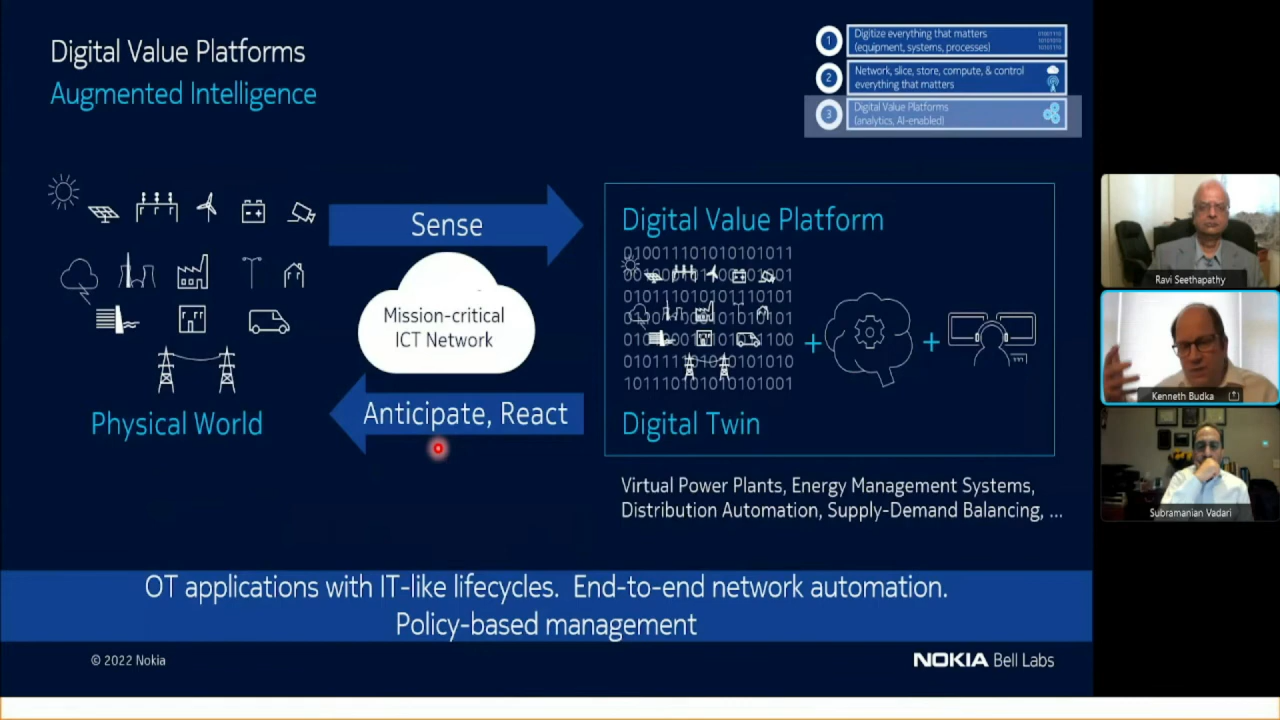 Digital Value Platforms
Augmented Intelligence
1
Digitize everything that matters
(equipment, systems, processes)
2
Network, slice, store, compute, & control
everything that matters
3
Digital Value Platforms
(analytics, AI-enabled)
Sense
Mission-critical
ICT Network
Anticipate, React
Physical World
Digital Value Platform
+
+
Digital Twin
Virtual Power Plants, Energy Management Systems,
Distribution Automation, Supply-Demand Balancing, ...
OT applications with IT-like lifecycles. End-to-end network automation.
Policy-based management
© 2022 Nokia
NOKIA Bell Labs
Ravi Seethapathy
Kenneth Budka
Subramanian Vadari